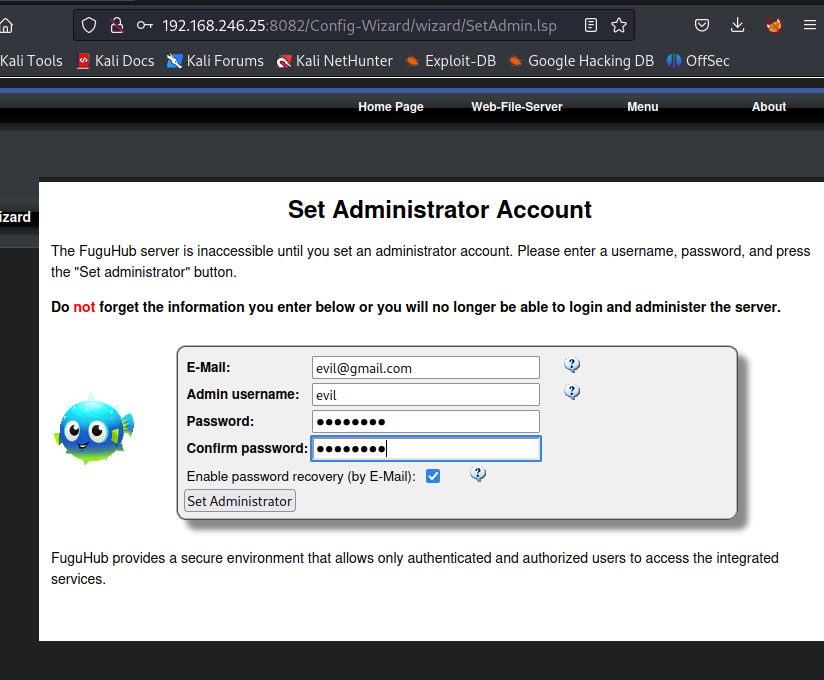 192.168.246.25:8082/Config-Wizard/wizard/SetAdmin.lsp
Kali Tools Kali Docs Kali Forums Kali NetHunter Exploit-DB Google Hacking DB OffSec
Home Page Web-File-Server Menu About
izard
Set Administrator Account
The FuguHub server is inaccessible until you set an administrator account. Please enter a username, password, and press
the "Set administrator" button.
Do not forget the information you enter below or you will no longer be able to login and administer the server.
E-Mail: evil@gmail.com ?
Admin username: evil ?
Password: ●●●●●●●●
Confirm password: ●●●●●●●●
Enable password recovery (by E-Mail): ?
Set Administrator
FuguHub provides a secure environment that allows only authenticated and authorized users to access the integrated
services.